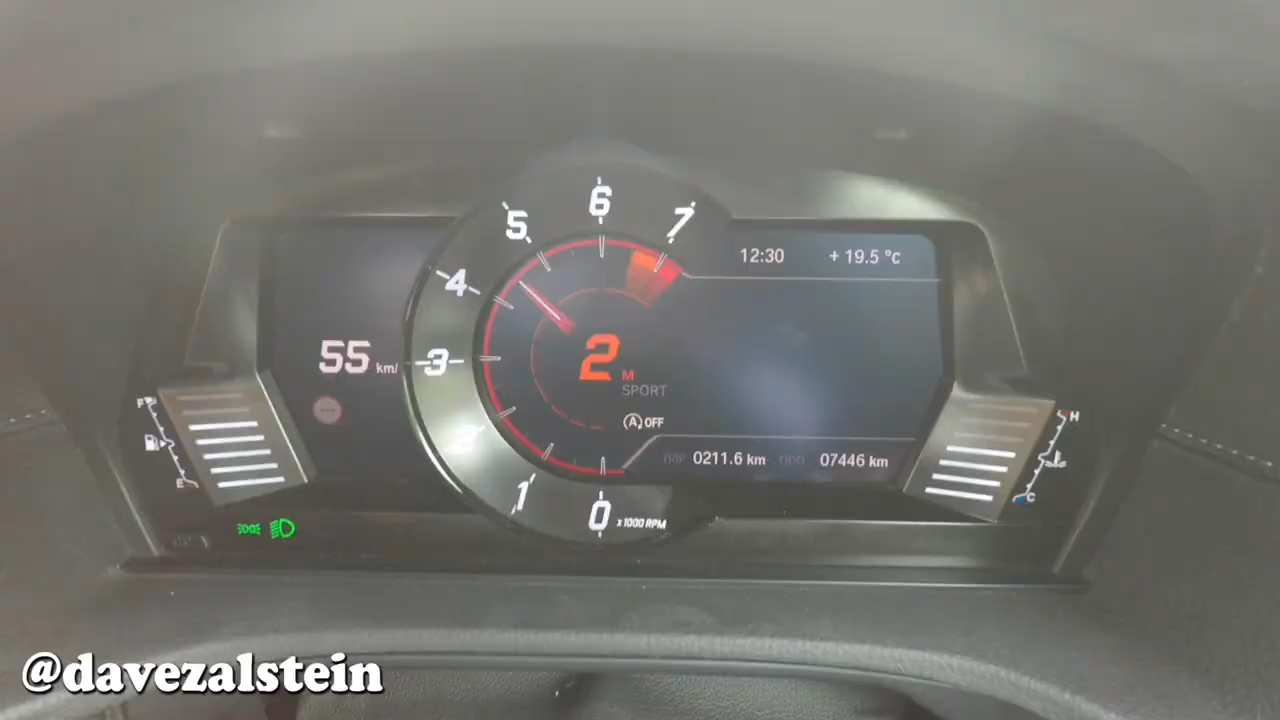 5 6 7
12:30 + 19.5 °C
4
55 km/
3
2
M
SPORT
A OFF
F H
0211.6 km 07446 km
E C
1
0 x 1000 RPM
@davezalstein